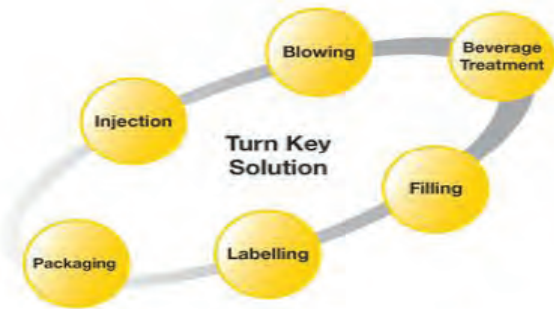 Blowing
Beverage
Treatment
Injection
Turn Key
Solution
Filling
Labelling
Packaging